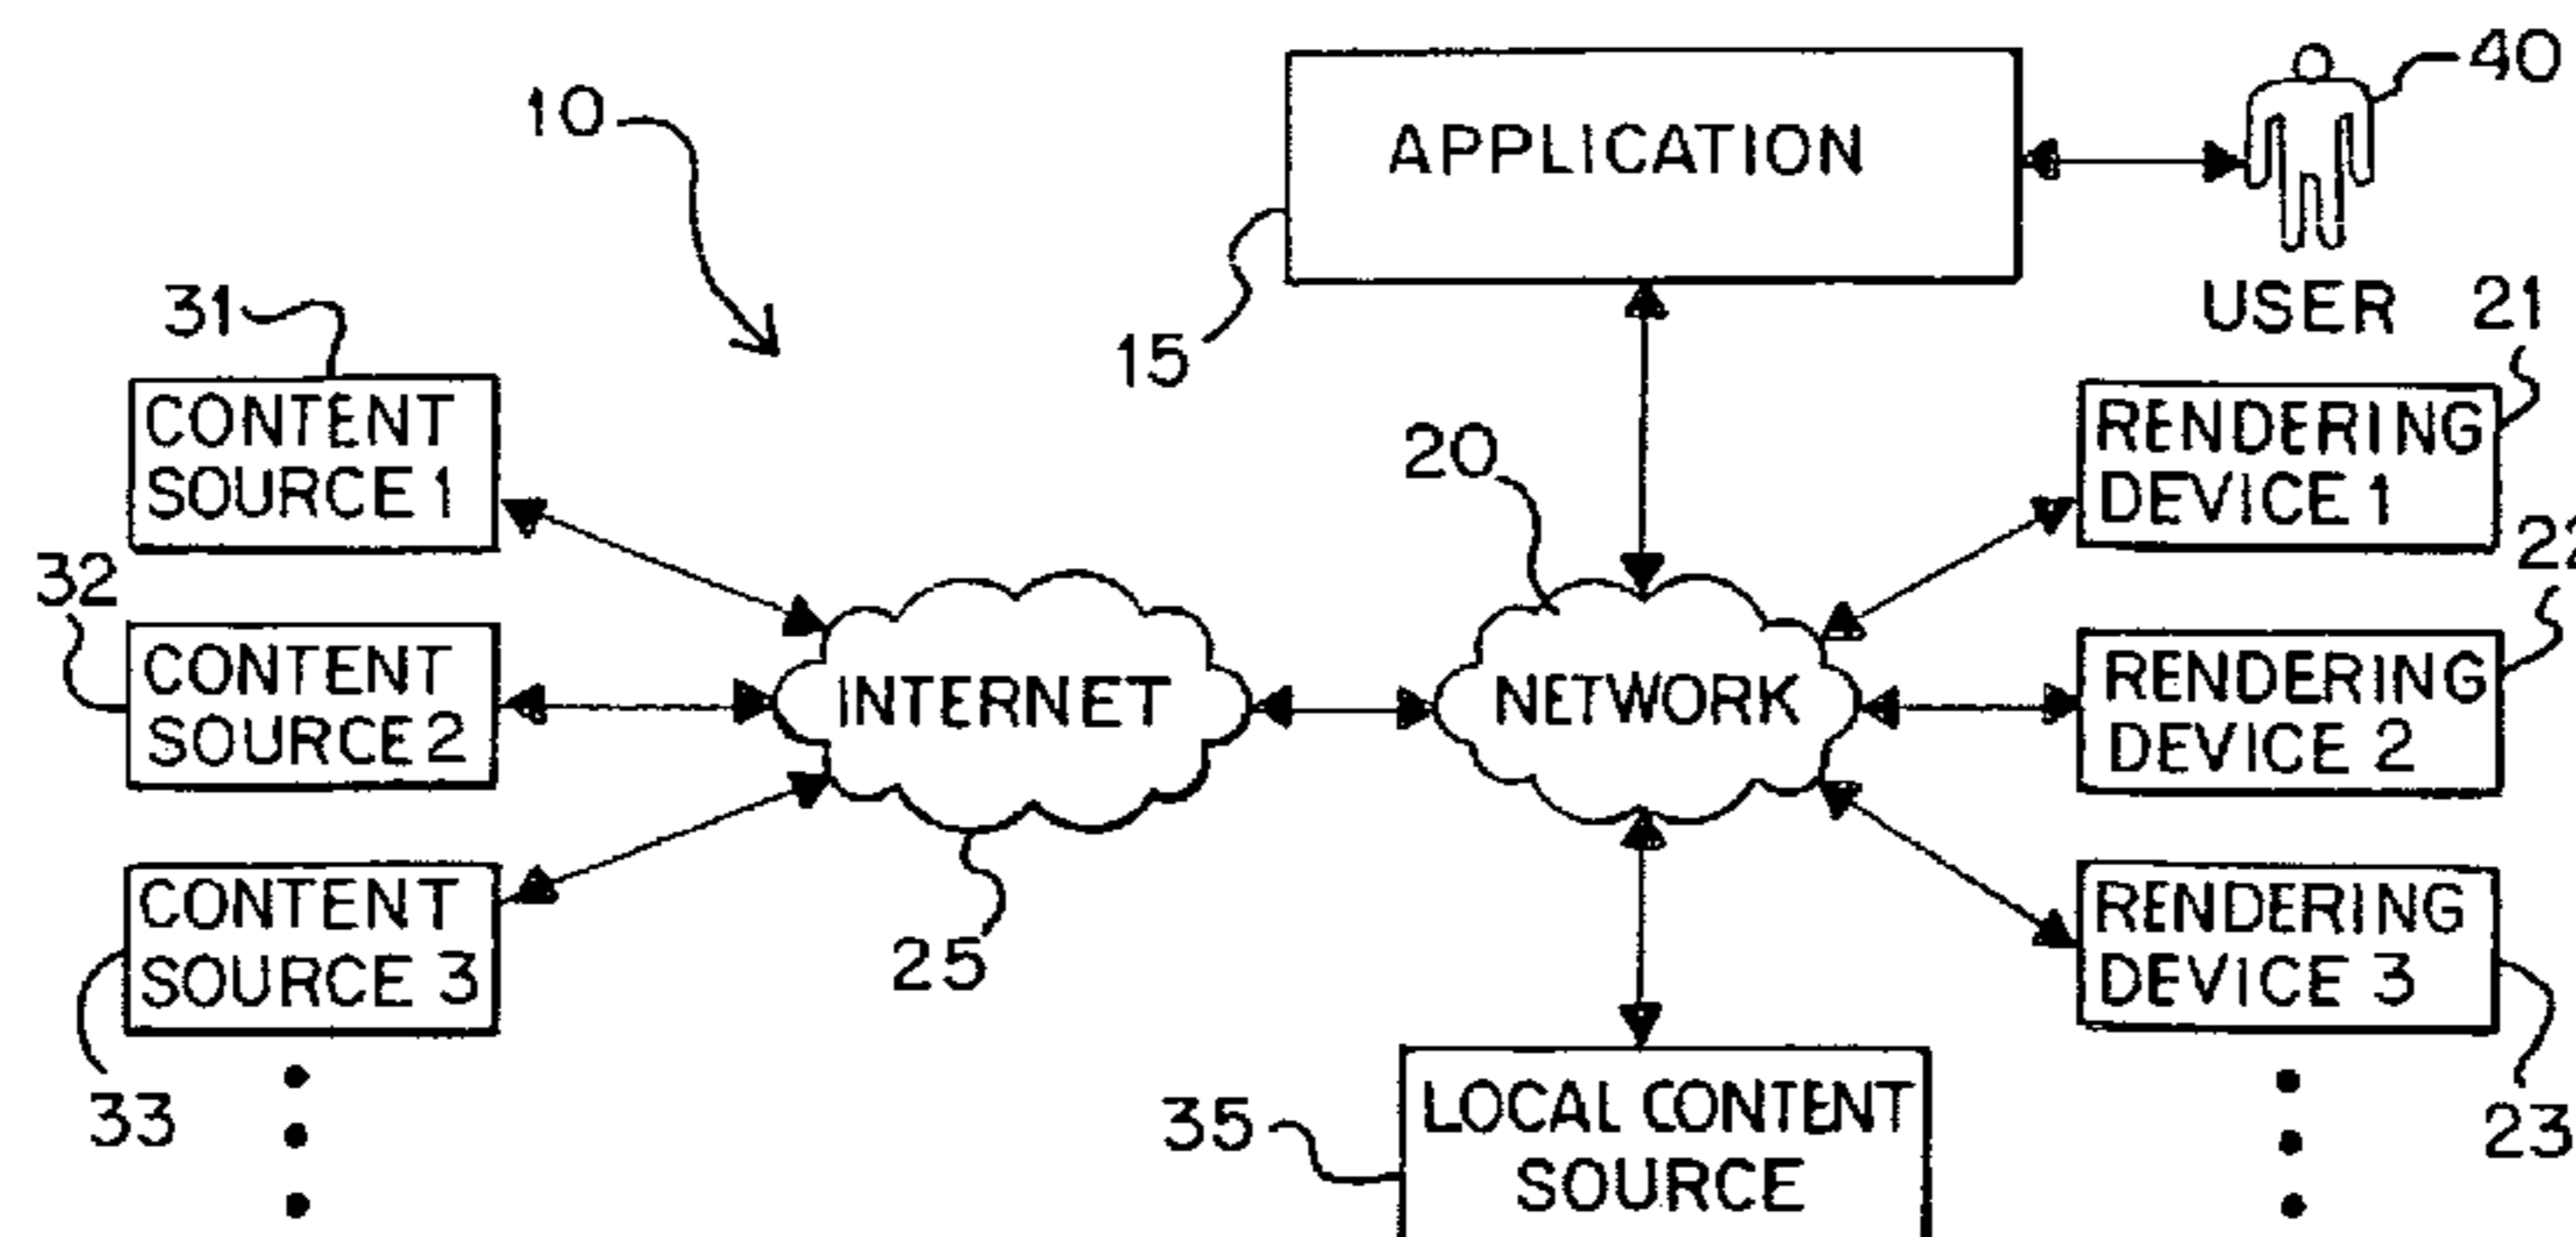 10
APPLICATION
40
15
USER
31
CONTENT
SOURCE 1
32
CONTENT
SOURCE 2
CONTENT
SOURCE 3
33
INTERNET
25
20
NETWORK
21
RENDERING
DEVICE 1
22
RENDERING
DEVICE 2
RENDERING
DEVICE 3
23
35
LOCAL CONTENT
SOURCE